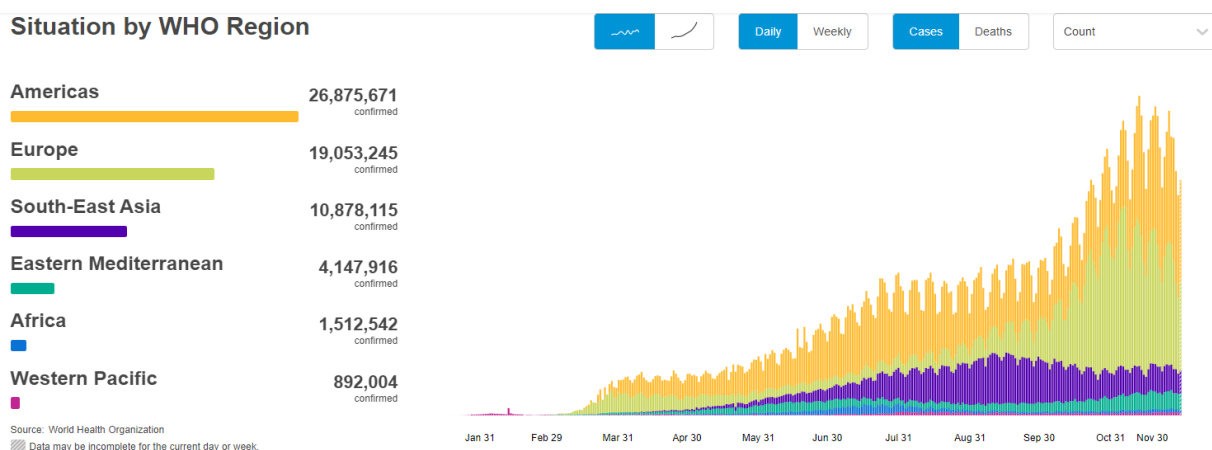 Situation by WHO Region
Daily
Weekly
Cases
Deaths
Count
Americas
26,875,671
confirmed
Europe
19,053,245
confirmed
South-East Asia
10,878,115
confirmed
Eastern Mediterranean
4,147,916
confirmed
Africa
1,512,542
confirmed
Western Pacific
892,004
confirmed
Source: World Health Organization
Data may be incomplete for the current day or week.
Jan 31 Feb 29 Mar 31 Apr 30 May 31 Jun 30 Jul 31 Aug 31 Sep 30 Oct 31 Nov 30